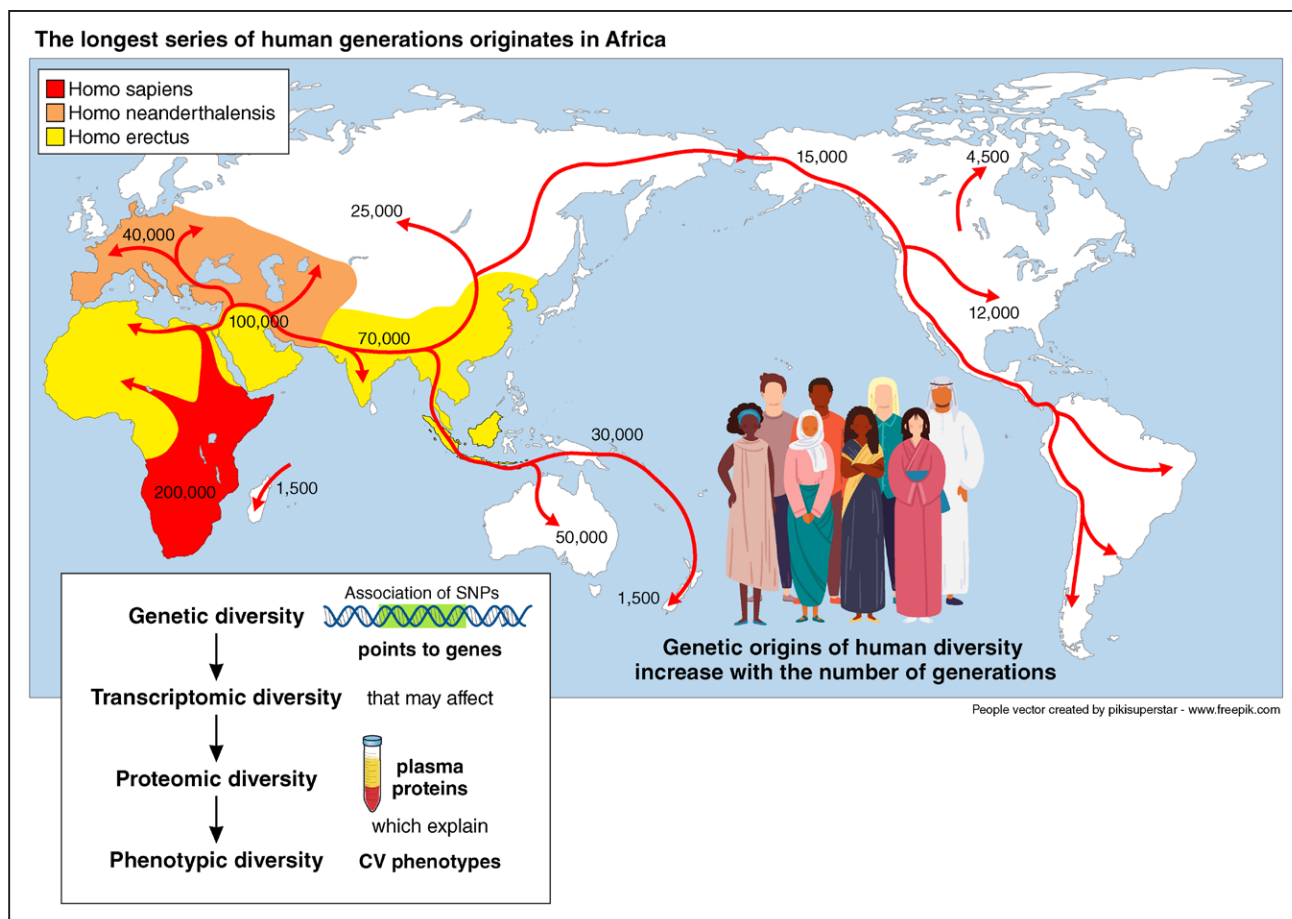 The longest series of human generations originates in Africa
Homo sapiens
Homo neanderthalensis
Homo erectus
15,000
4,500
25,000
40,000
100,000
70,000
12,000
30,000
200,000
1,500
50,000
1,500
Genetic origins of human diversity
increase with the number of generations
People vector created by pikisuperstar - www.freepik.com
Association of SNPs
Genetic diversity
points to genes
Transcriptomic diversity that may affect
Proteomic diversity
plasma
proteins
which explain
Phenotypic diversity CV phenotypes